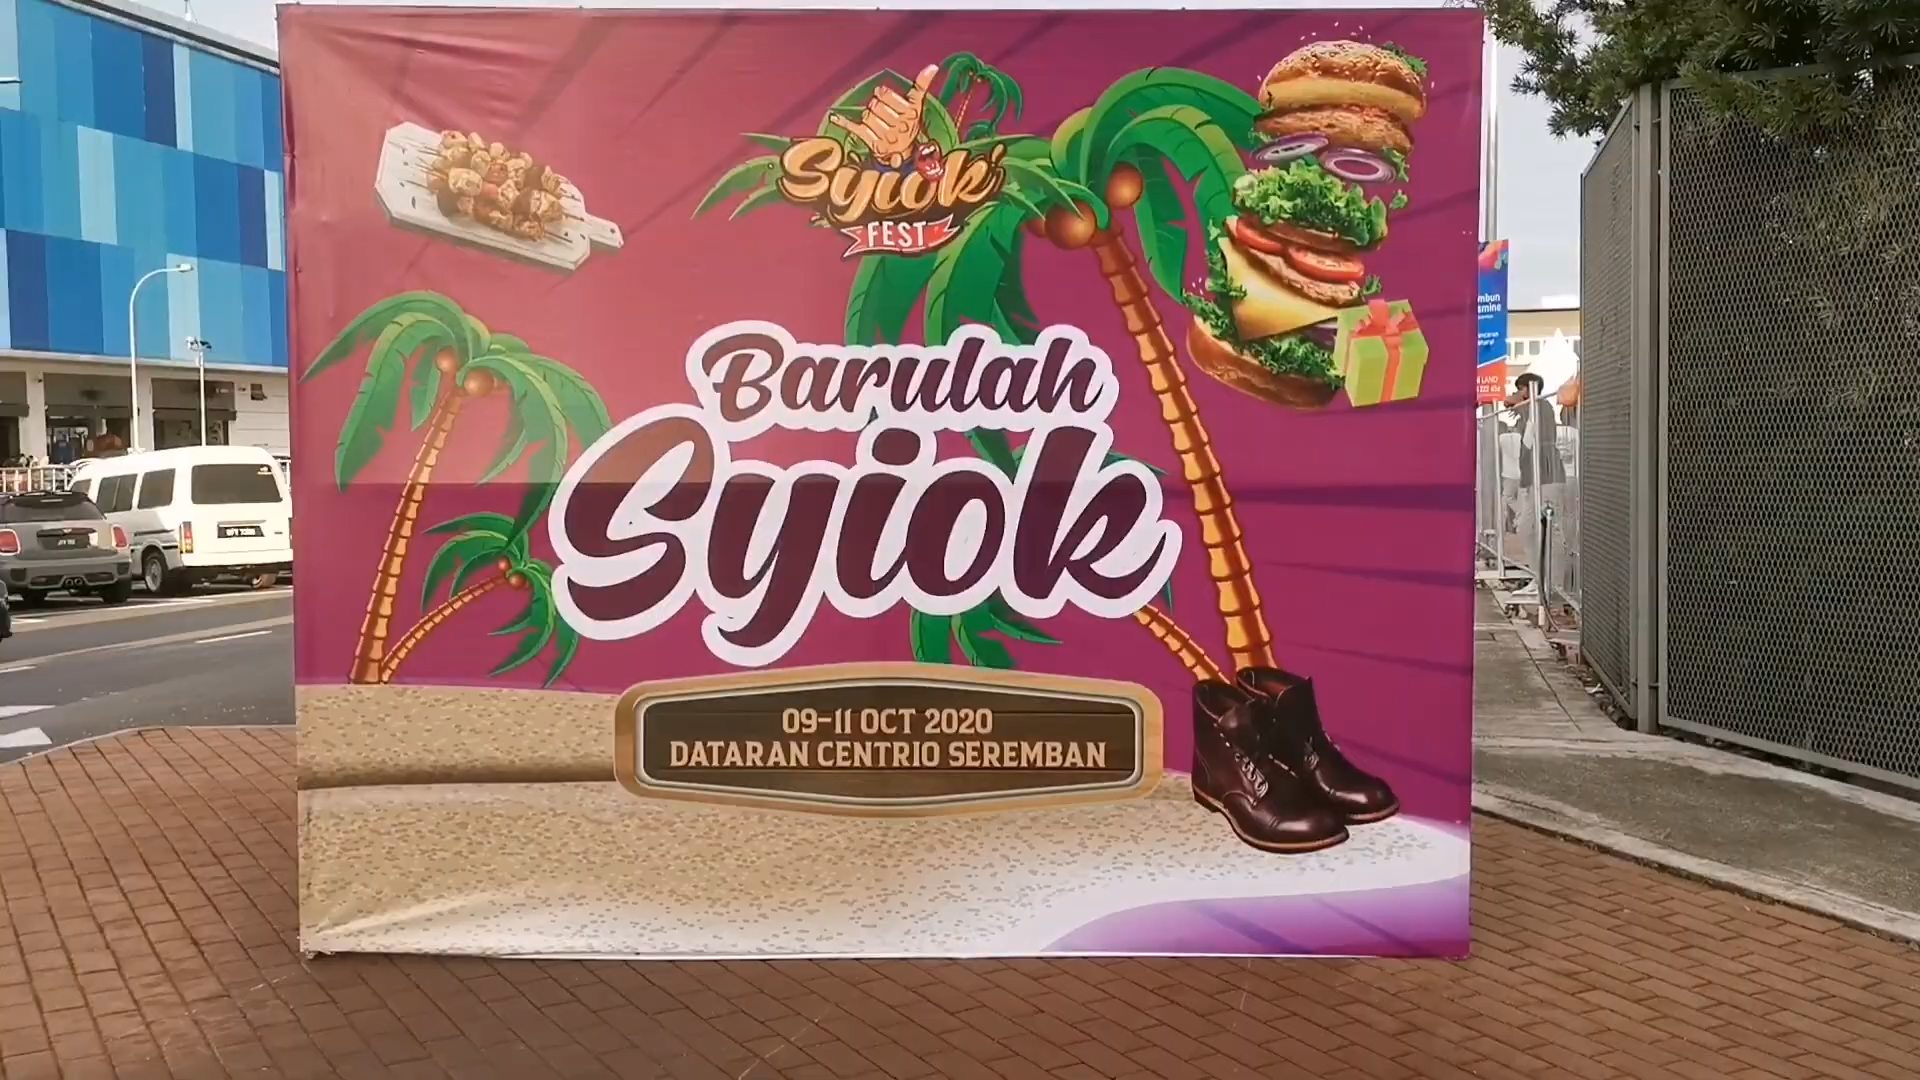 Syiok
FEST
Barulah
Syiok
09-11 OCT 2020
DATARAN CENTRIO SEREMBAN